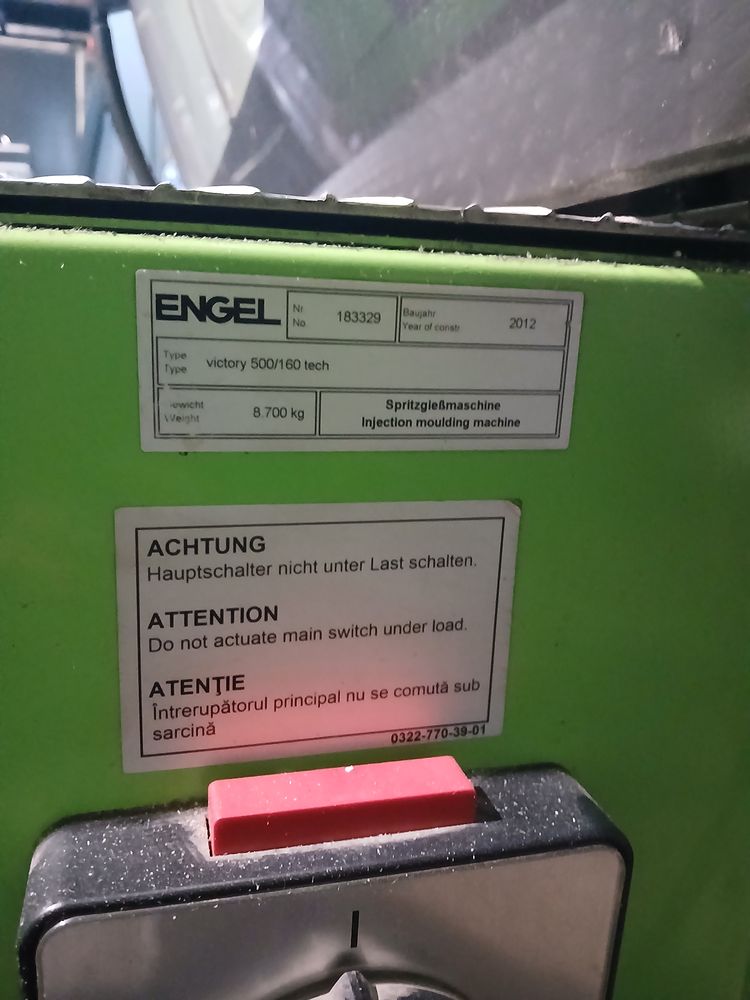 ENGEL
Nr
No.
183329
Baujahr
Year of constr
2012
Type
Type
victory 500/160 tech
Weight
8.700 kg
Spritzgießmaschine
Injection moulding machine
ACHTUNG
Hauptschalter nicht unter Last schalten.
ATTENTION
Do not actuate main switch under load.
ATENŢIE
Întrerupătorul principal nu se comută sub
sarcină
0322-770-39-01
I